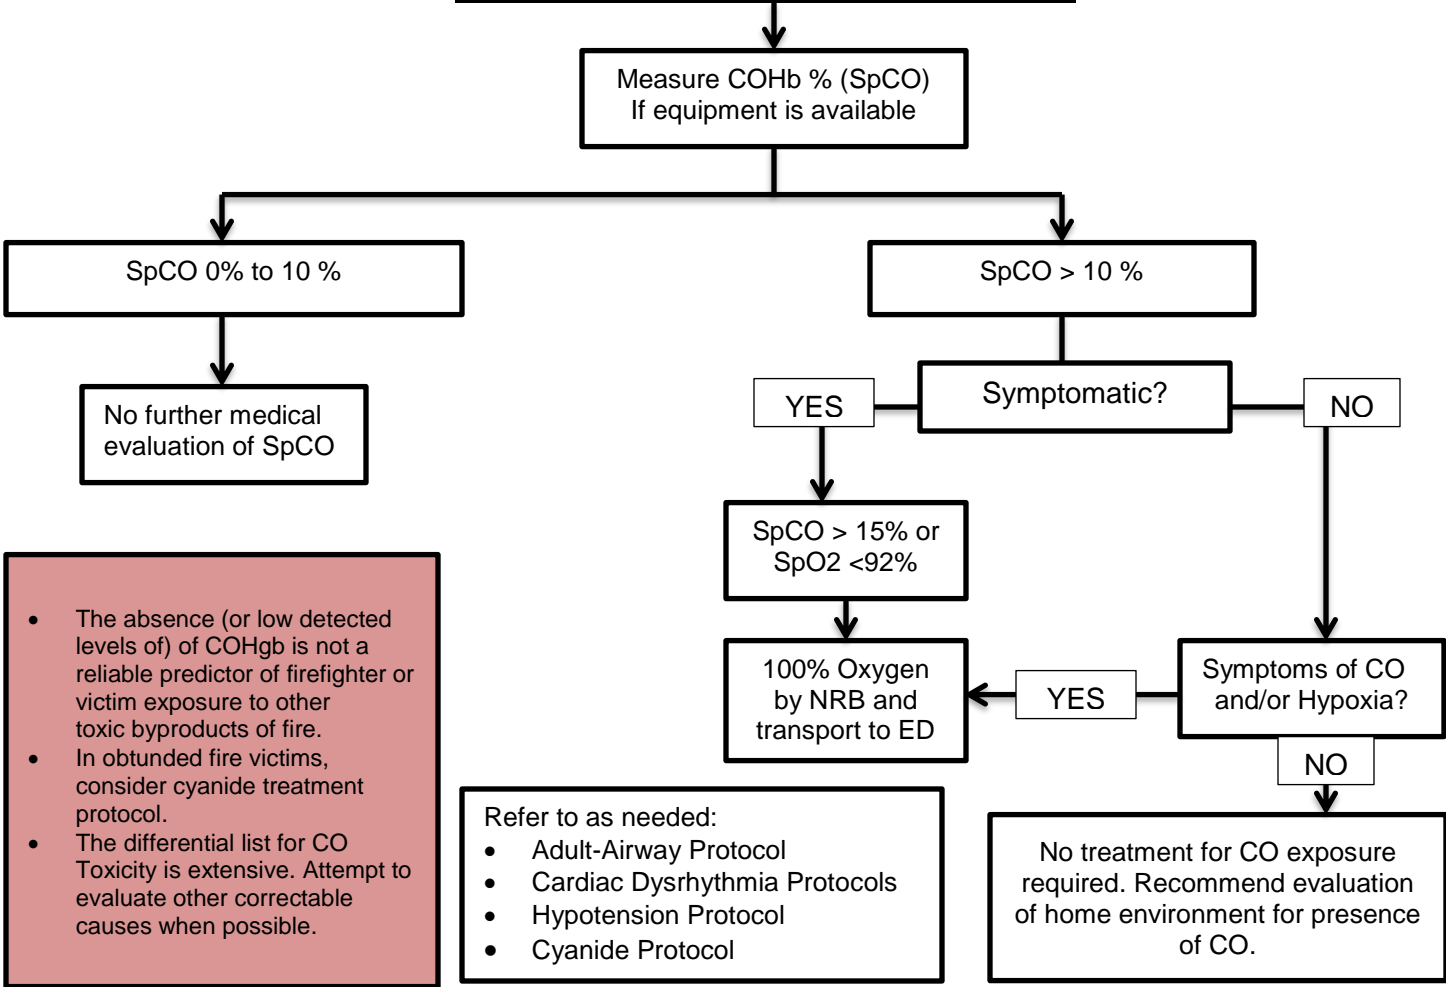 Measure COHb % (SpCO)
If equipment is available
SpCO 0% to 10 %
SpCO > 10 %
No further medical
evaluation of SpCO
Symptomatic?
YES
NO
SpCO > 15% or
SpO2 <92%
100% Oxygen
by NRB and
transport to ED
YES
Symptoms of CO
and/or Hypoxia?
NO
No treatment for CO exposure
required. Recommend evaluation
of home environment for presence
of CO.
• The absence (or low detected
levels of) of COHgb is not a
reliable predictor of firefighter or
victim exposure to other
toxic byproducts of fire.
• In obtunded fire victims,
consider cyanide treatment
protocol.
• The differential list for CO
Toxicity is extensive. Attempt to
evaluate other correctable
causes when possible.
Refer to as needed:
• Adult-Airway Protocol
• Cardiac Dysrhythmia Protocols
• Hypotension Protocol
• Cyanide Protocol